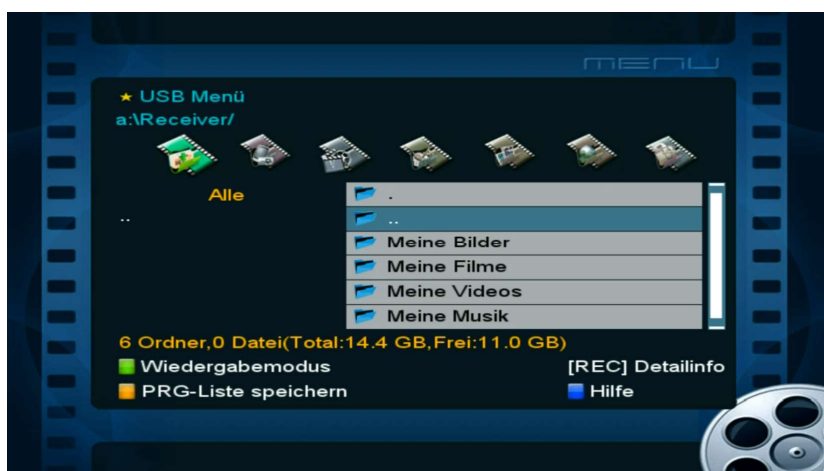 MENU
★ USB Menü
a:\Receiver/
Alle
..
.
..
Meine Bilder
Meine Filme
Meine Videos
Meine Musik
6 Ordner,0 Datei(Total:14.4 GB,Frei:11.0 GB)
Wiedergabemodus
[REC] Detailinfo
PRG-Liste speichern
Hilfe